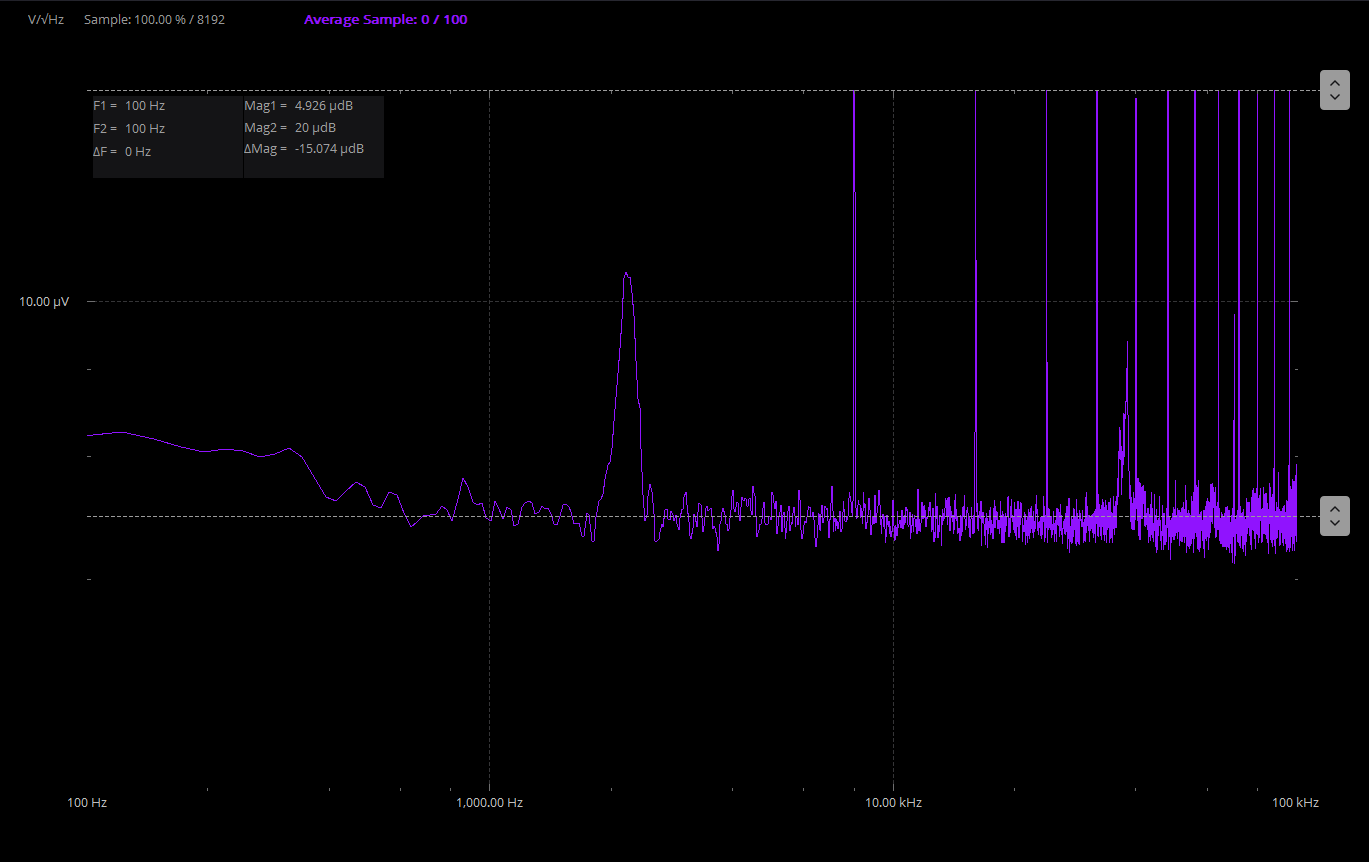 V/√Hz Sample: 100.00 % / 8192 Average Sample: 0 / 100
F1 = 100 Hz Mag1 = 4.926 µdB
F2 = 100 Hz Mag2 = 20 µdB
ΔF = 0 Hz ΔMag = -15.074 µdB
10.00 µV
100 Hz 1,000.00 Hz 10.00 kHz 100 kHz